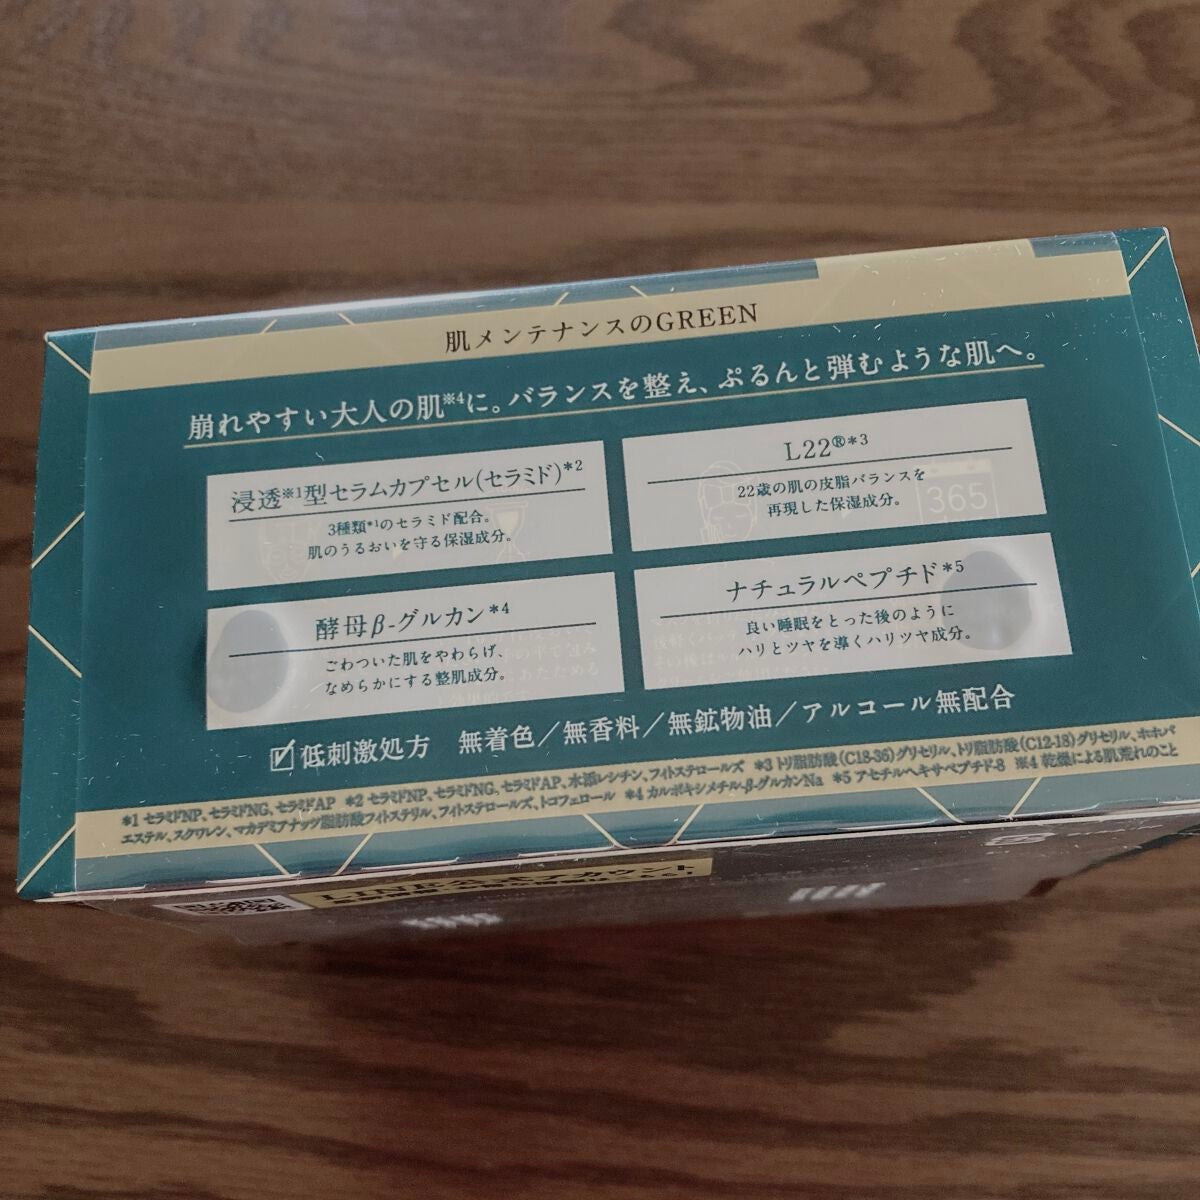 肌メンテナンスのGREEN
崩れやすい大人の肌※4に。バランスを整え、ぷるんと弾むような肌へ。
浸透※1型セラムカプセル(セラミド)*2
3種類*1のセラミド配合。
肌のうるおいを守る保湿成分。
L22®*3
22歳の肌の皮脂バランスを
再現した保湿成分。
365
酵母β-グルカン*4
ごわついた肌をやわらげ、
なめらかにする整肌成分。
ナチュラルペプチド*5
良い睡眠をとった後のように
ハリとツヤを導くハリツヤ成分。
低刺激処方 無着色/無香料/無鉱物油/アルコール無配合
*1 セラミドNP、セラミドNG、セラミドAP *2 セラミドNP、セラミドNG、セラミドAP、水添レシチン、フィトステロールズ *3 トリ脂肪酸(C18-36)グリセリル、トリ脂肪酸(C12-18)グリセリル、ホホバ
エステル、スクワレン、マカデミアナッツ脂肪酸フィトステリル、フィトステロールズ、トコフェロール *4 カルボキシメチル-β-グルカンNa *5 アセチルヘキサペプチド-8 ※4 乾燥による肌荒れのこと
LINE公式アカウント